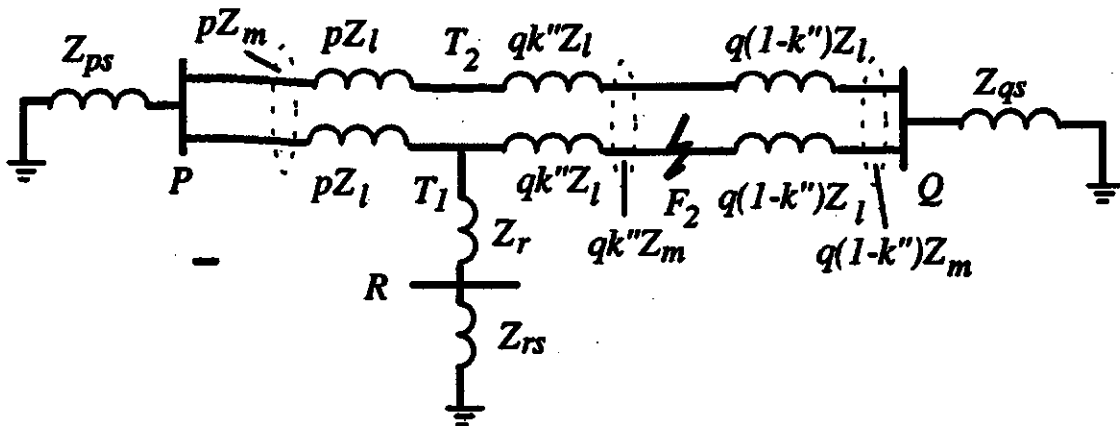 Z_ps pZ_m pZ_l T_2 qk"Z_l q(1-k")Z_l Z_qs
P pZ_l T_1 qk"Z_l F_2 q(1-k")Z_l Q
Z_r qk"Z_m q(1-k")Z_m
R
Z_rs